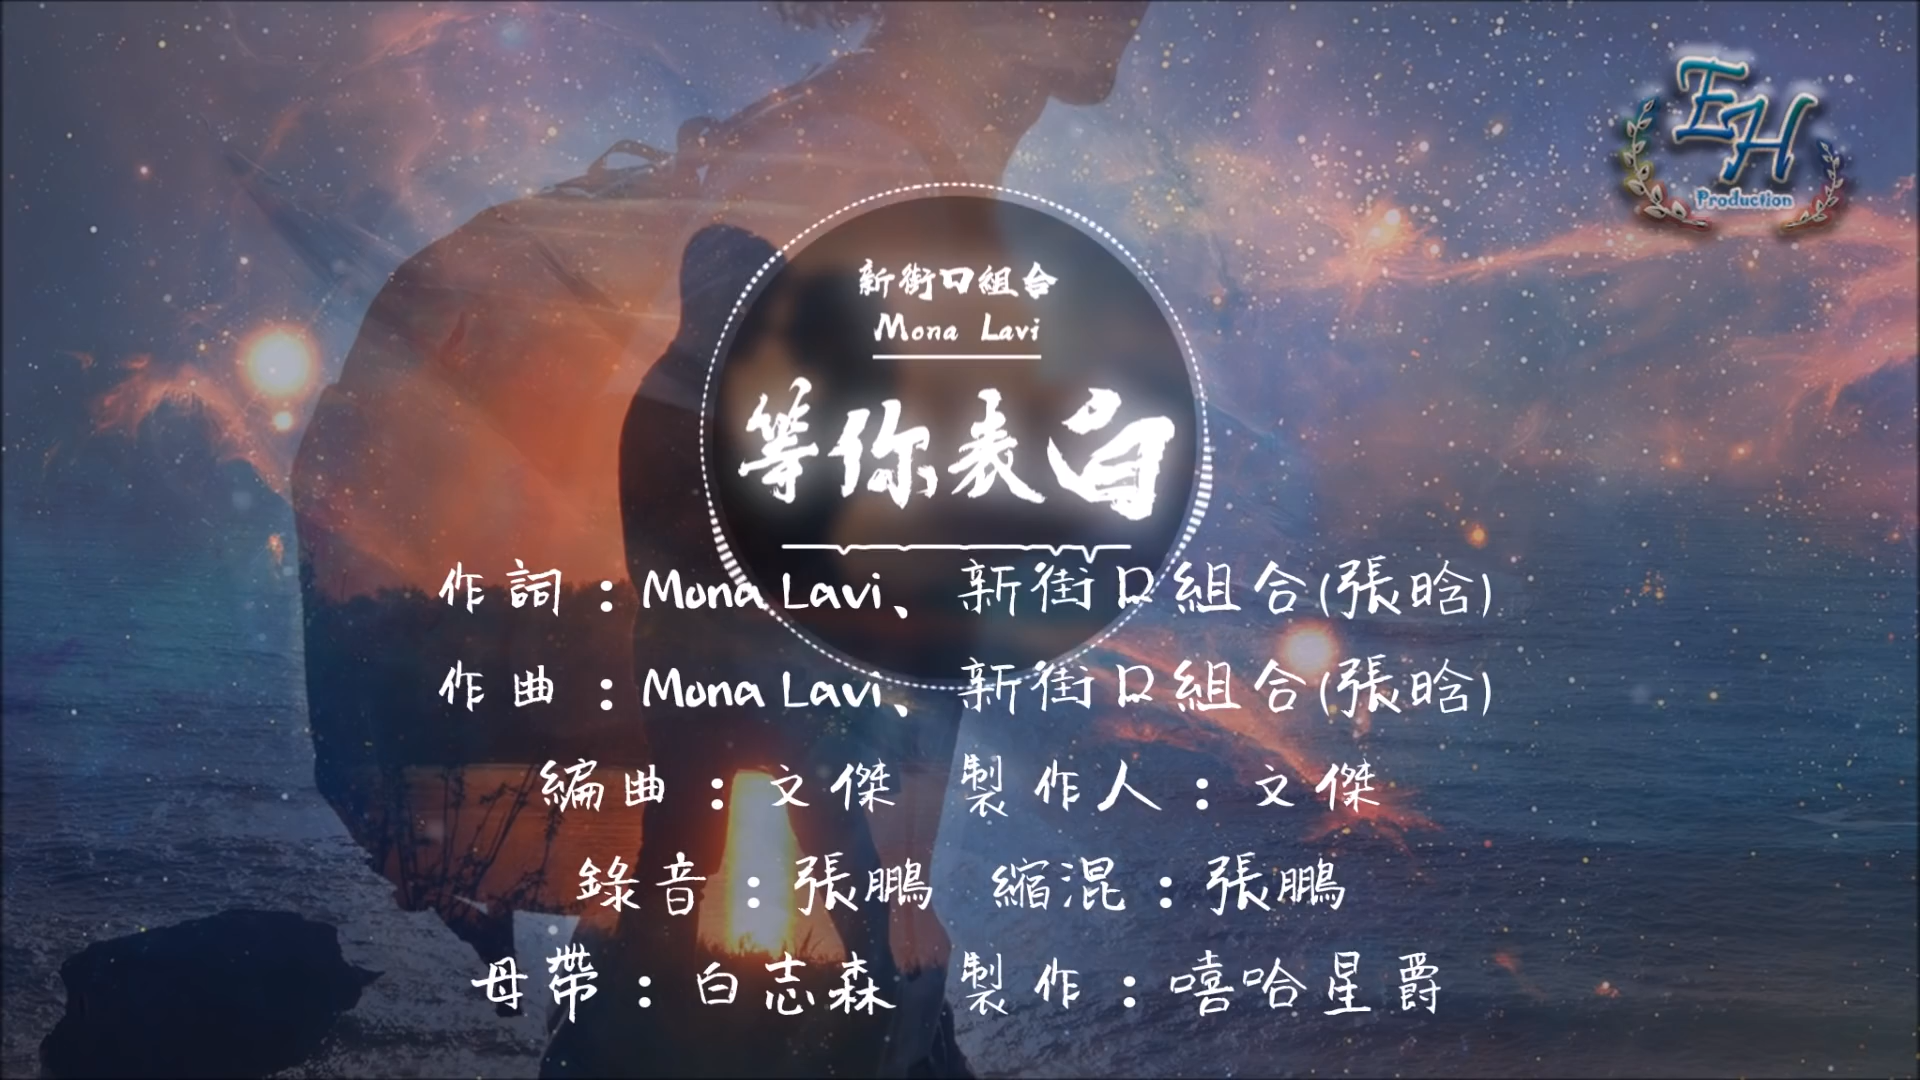 EH
Production
新街口組合
Mona Lavi
等你表白
作詞：Mona Lavi、新街口組合(張晗)
作曲：Mona Lavi、新街口組合(張晗)
編曲：文傑 製作人：文傑
錄音：張鵬 縮混：張鵬
母帶：白志森 製作：嘻哈星爵